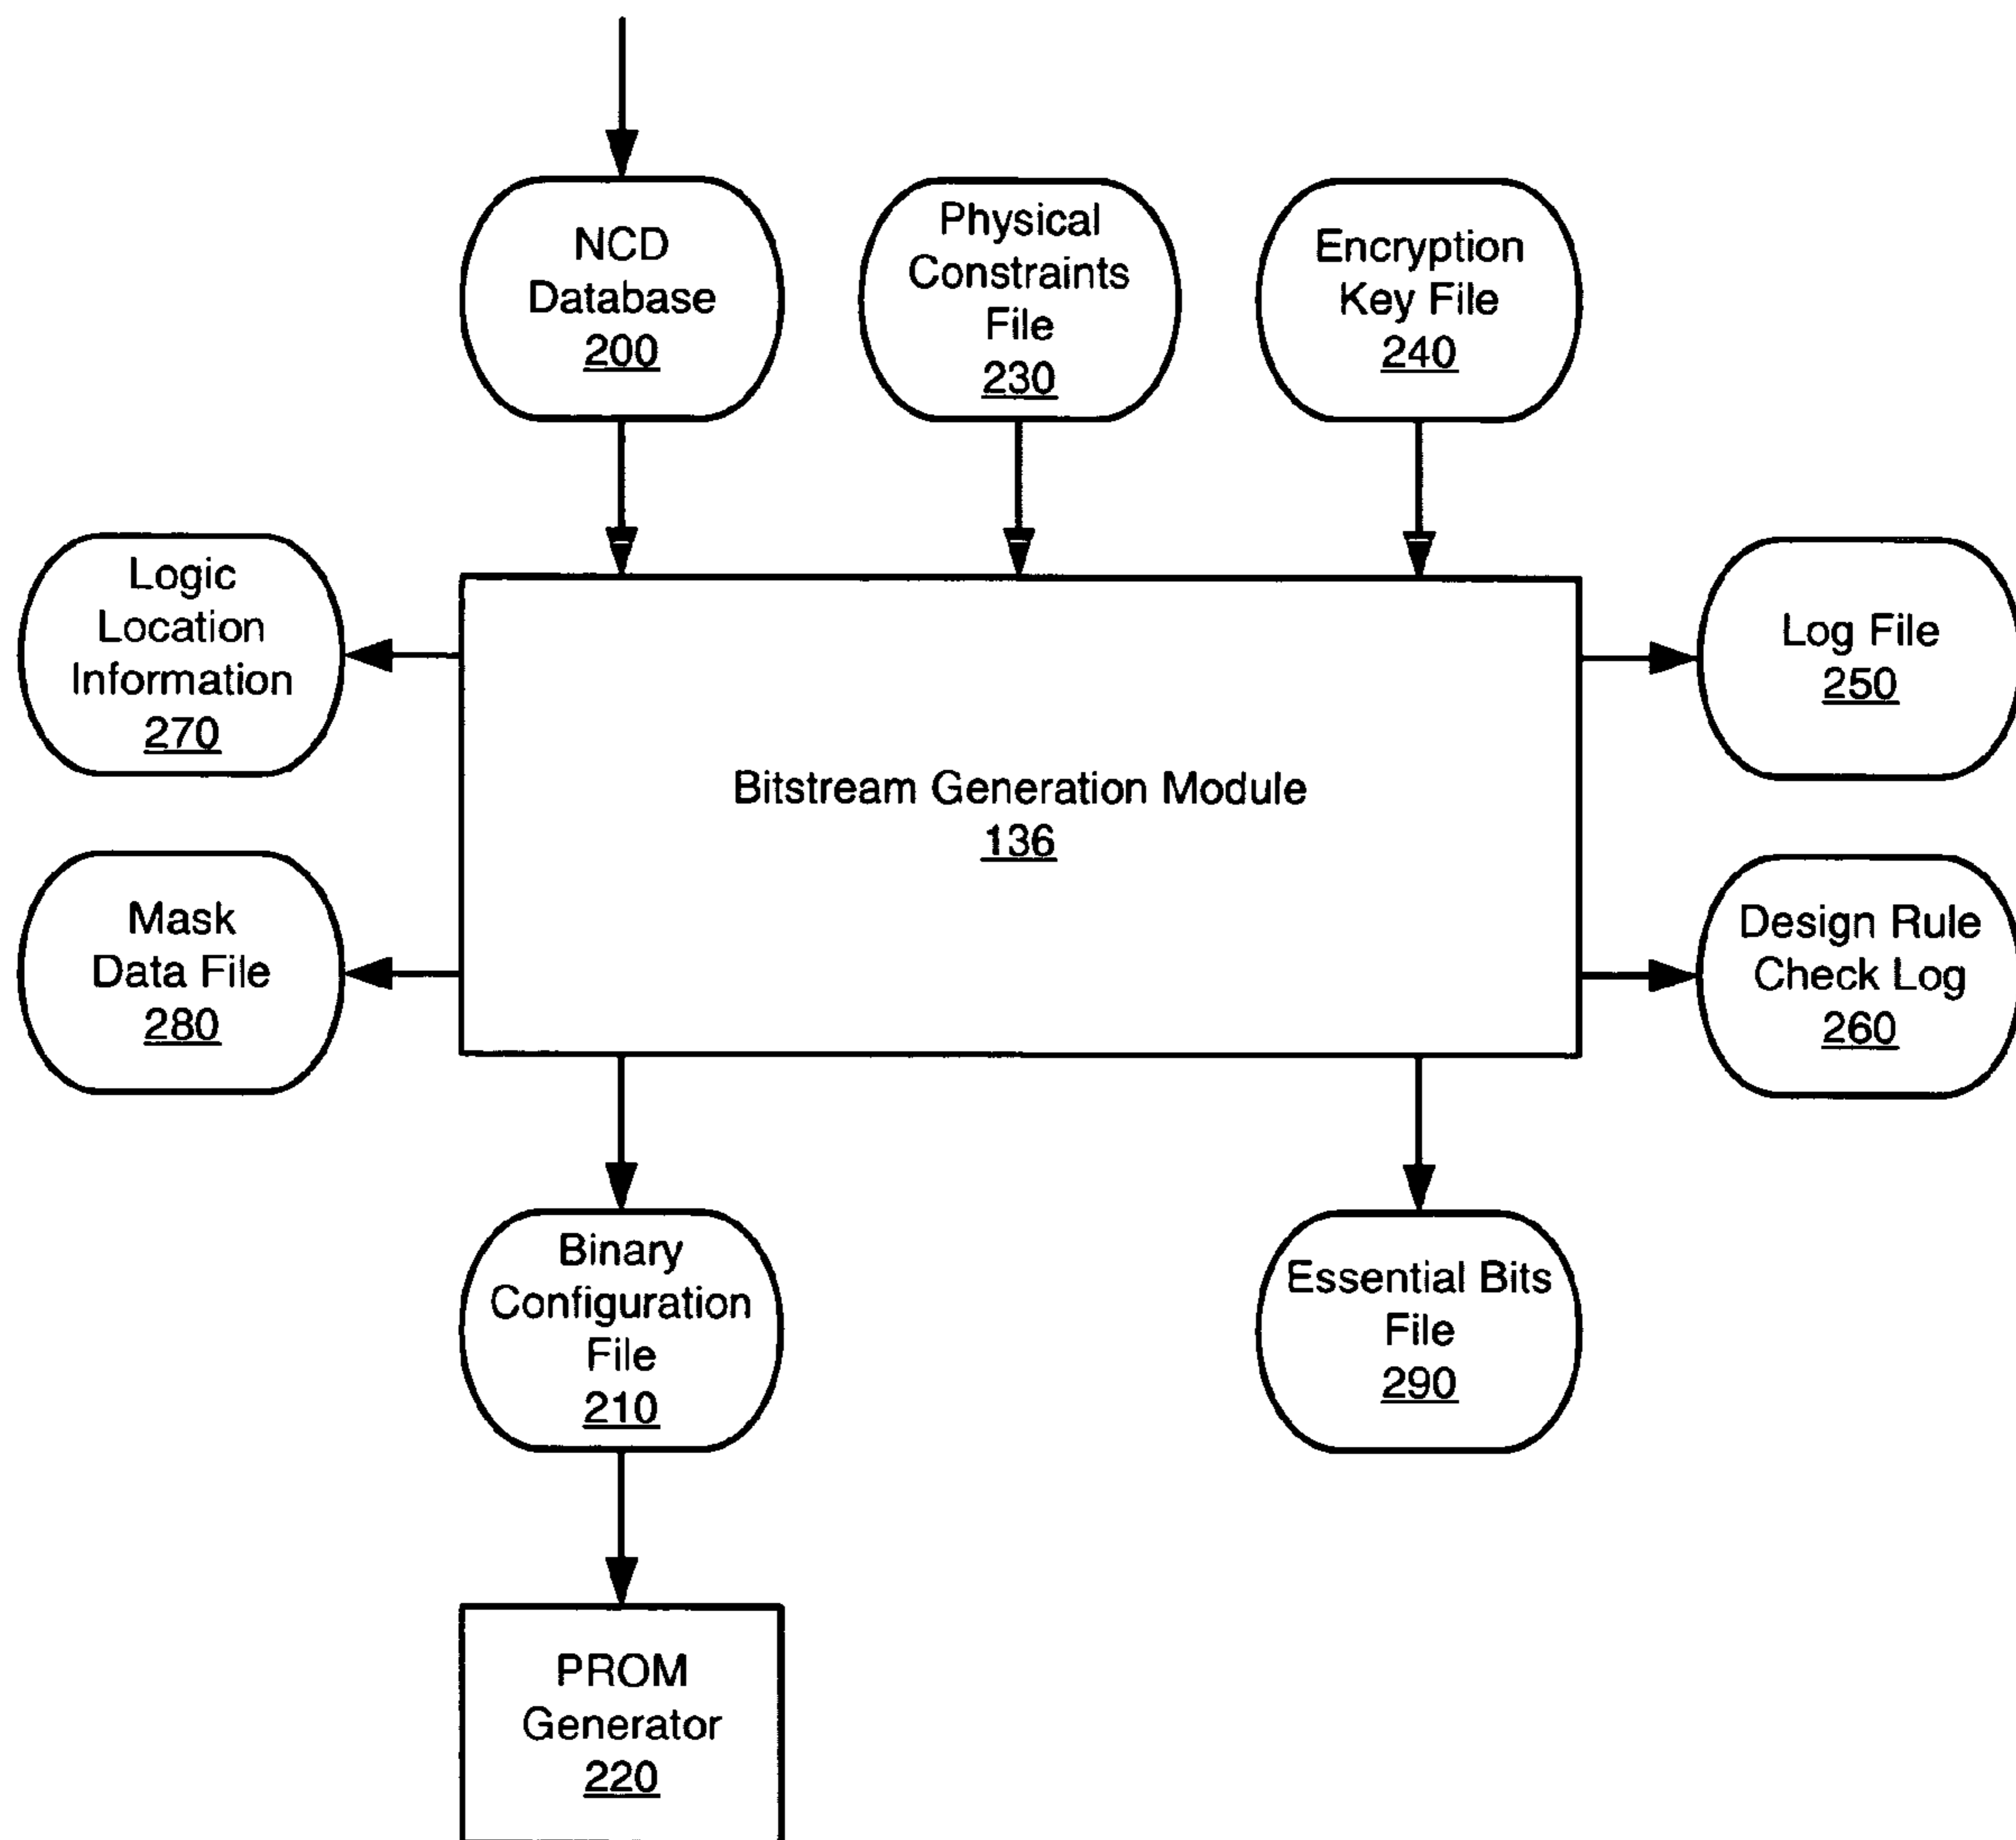 NCD
Database
200
Physical
Constraints
File
230
Encryption
Key File
240
Logic
Location
Information
270
Log File
250
Bitstream Generation Module
136
Mask
Data File
280
Design Rule
Check Log
260
Binary
Configuration
File
210
Essential Bits
File
290
PROM
Generator
220